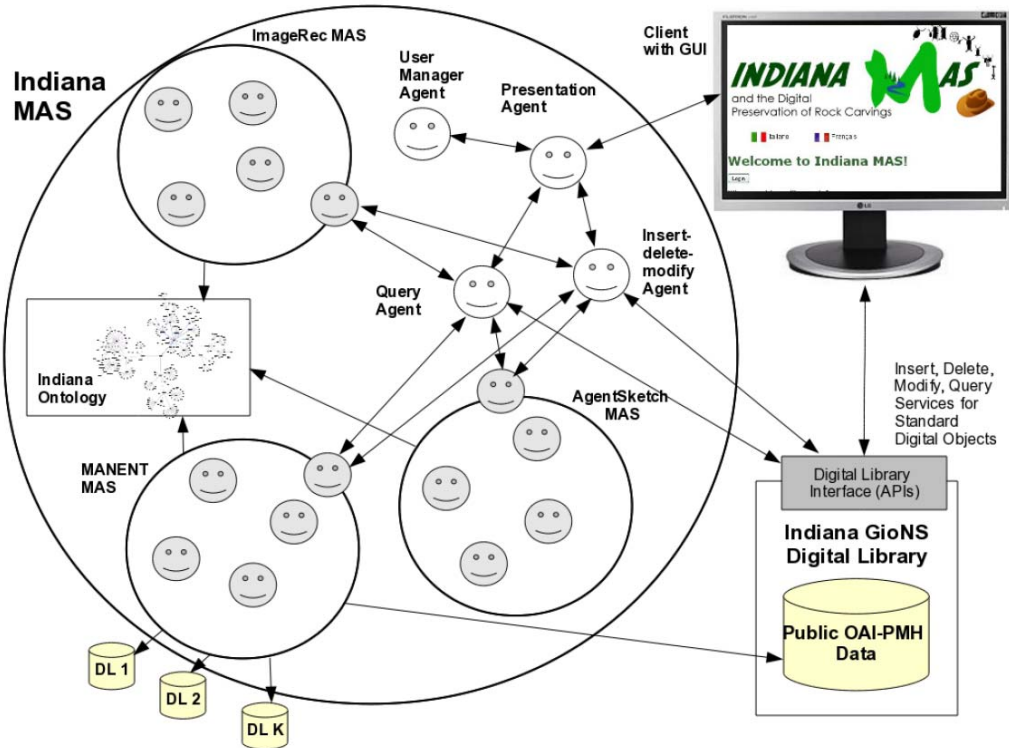 ImageRec MAS
Indiana
MAS
User
Manager
Agent
Presentation
Agent
Client
with GUI
INDIANA MAS
and the Digital
Preservation of Rock Carvings
Italiano
Français
Welcome to Indiana MAS!
Login
LG
Insert-
delete-
modify
Agent
Query
Agent
Indiana
Ontology
AgentSketch
MAS
MANENT
MAS
Insert, Delete,
Modify, Query
Services for
Standard
Digital Objects
Digital Library
Interface (APIs)
Indiana GioNS
Digital Library
Public OAI-PMH
Data
DL 1
DL 2
DL K